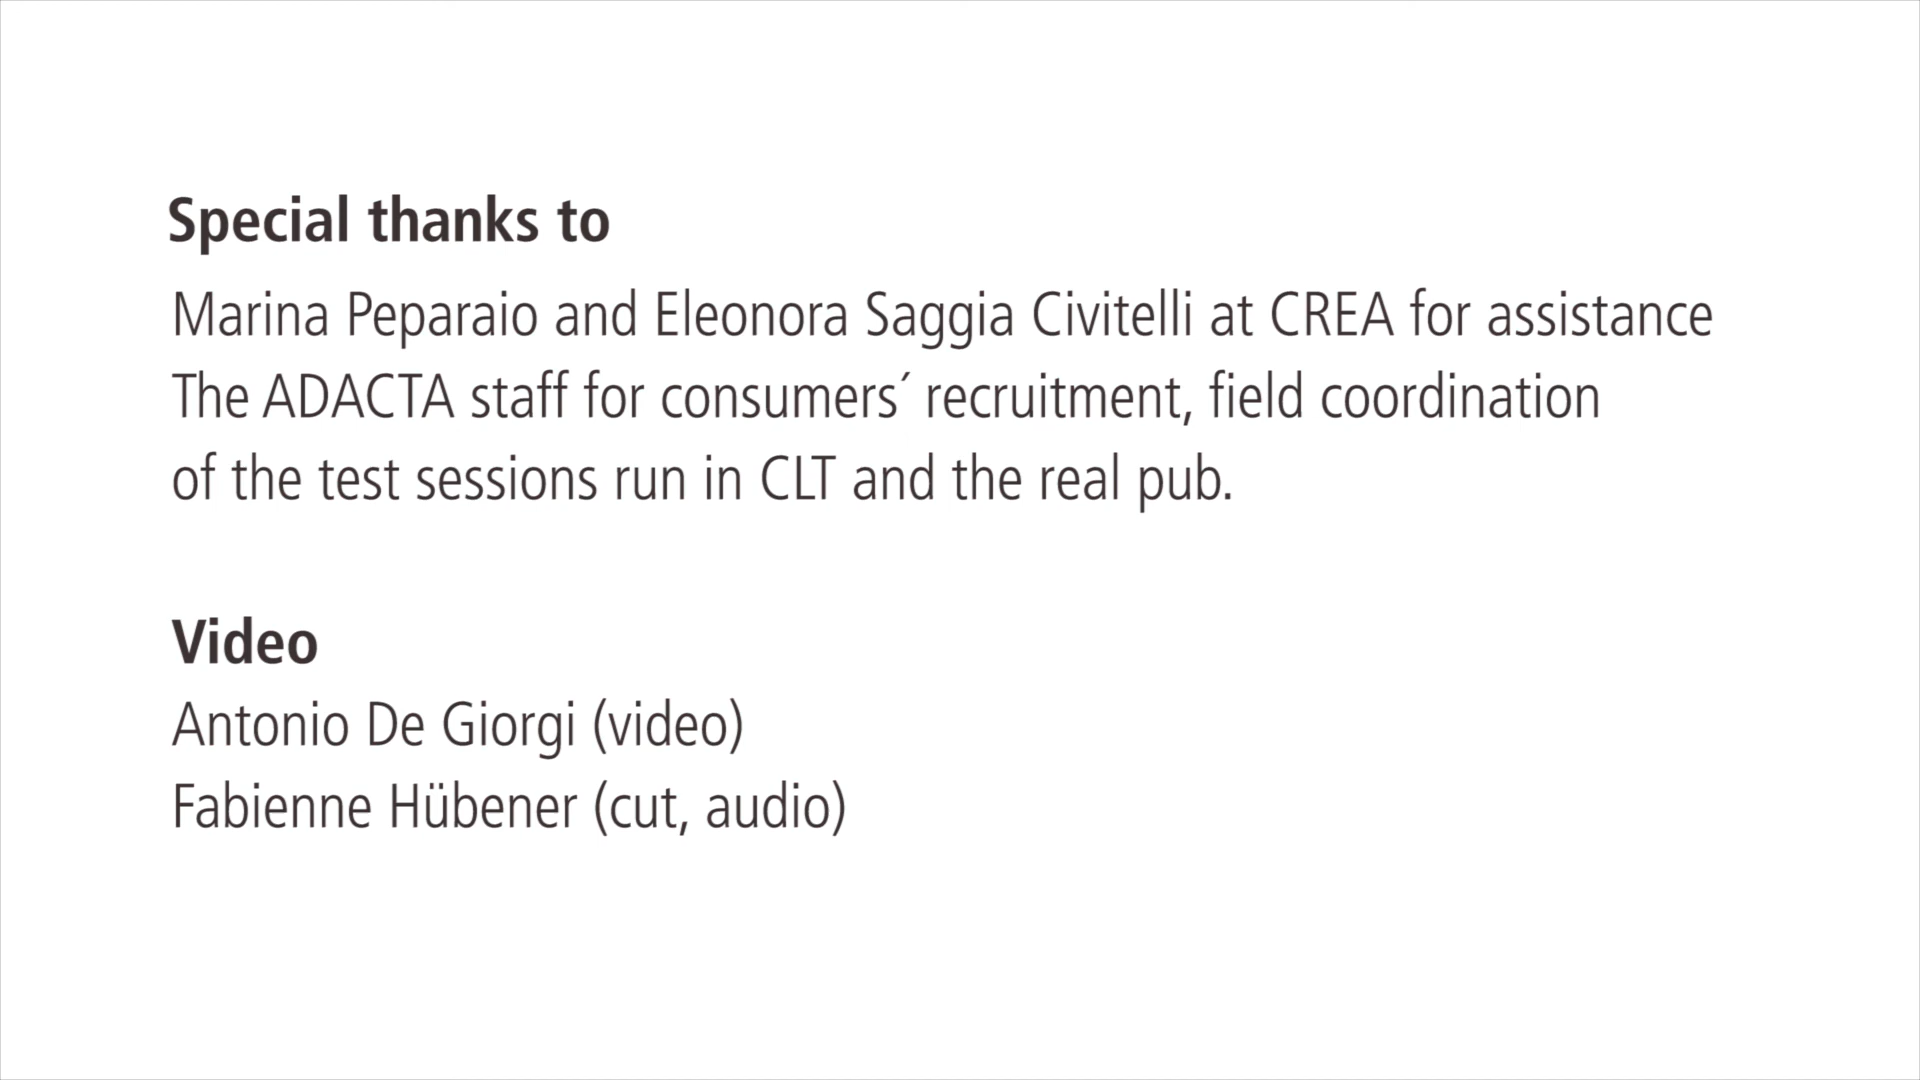 Special thanks to
Marina Peparaio and Eleonora Saggia Civitelli at CREA for assistance
The ADACTA staff for consumers´ recruitment, field coordination
of the test sessions run in CLT and the real pub.
Video
Antonio De Giorgi (video)
Fabienne Hübener (cut, audio)